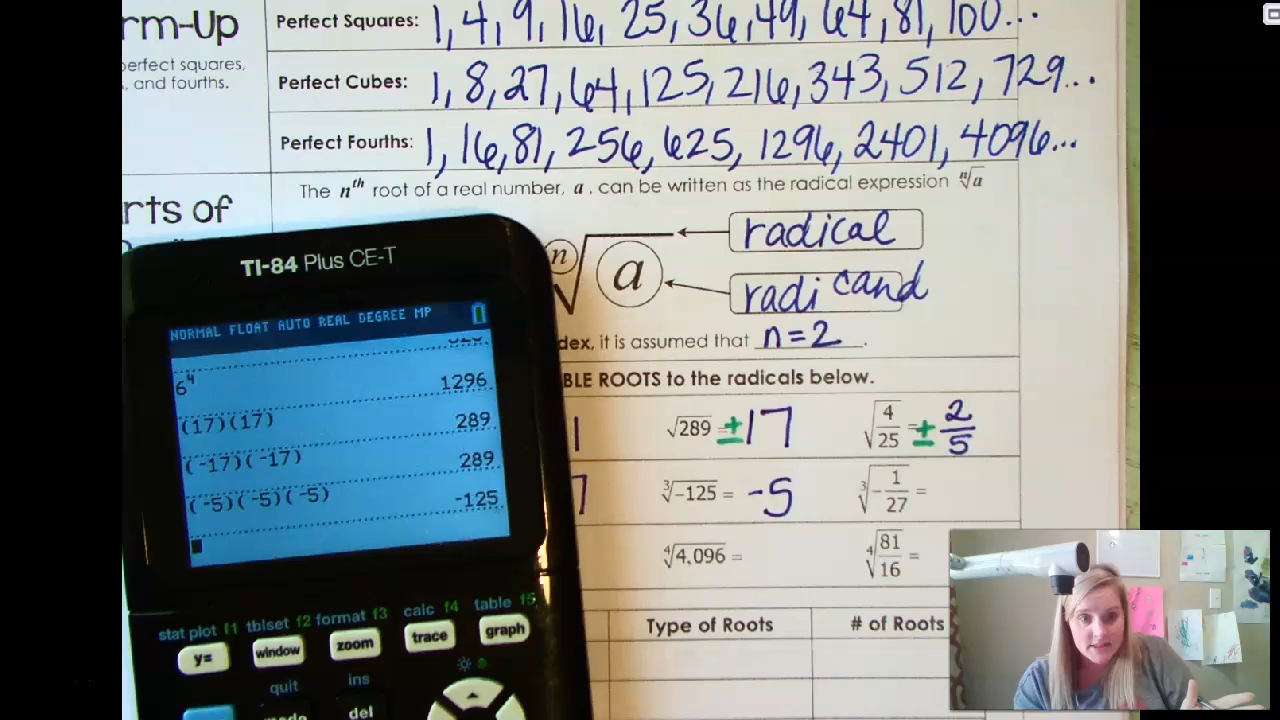 rm-Up
Perfect Squares: 1, 4, 9, 16, 25, 36, 49, 64, 81, 100...
perfect squares,
, and fourths.
Perfect Cubes: 1, 8, 27, 64, 125, 216, 343, 512, 729...
Perfect Fourths: 1, 16, 81, 256, 625, 1296, 2401, 4096...
The nth root of a real number, a, can be written as the radical expression ⁿ√a
rts of
n √ a
radical
radicand
dex, it is assumed that n=2.
BLE ROOTS to the radicals below.
1 √289 = ±17 √4/25 = ±2/5
7 ³√-125 = -5 ³√-1/27 =
⁴√4,096 = ⁴√81/16 =
Type of Roots # of Roots
TI-84 Plus CE-T
NORMAL FLOAT AUTO REAL DEGREE MP
6⁴ 1296
(17)(17) 289
(-17)(-17) 289
(-5)(-5)(-5) -125
stat plot f1 tblset f2 format f3 calc f4 table f5
y= window zoom trace graph
quit ins
mode del